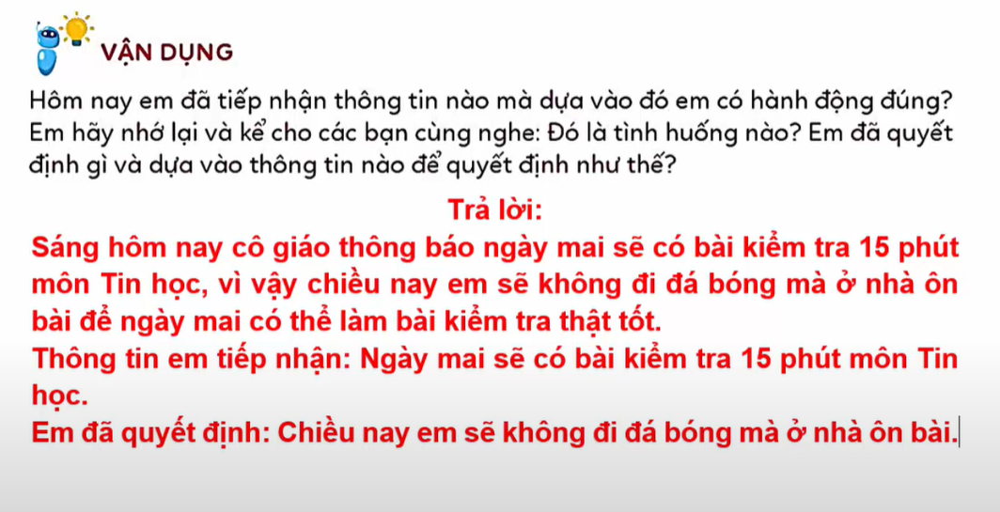 VẬN DỤNG
Hôm nay em đã tiếp nhận thông tin nào mà dựa vào đó em có hành động đúng?
Em hãy nhớ lại và kể cho các bạn cùng nghe: Đó là tình huống nào? Em đã quyết
định gì và dựa vào thông tin nào để quyết định như thế?
Trả lời:
Sáng hôm nay cô giáo thông báo ngày mai sẽ có bài kiểm tra 15 phút
môn Tin học, vì vậy chiều nay em sẽ không đi đá bóng mà ở nhà ôn
bài để ngày mai có thể làm bài kiểm tra thật tốt.
Thông tin em tiếp nhận: Ngày mai sẽ có bài kiểm tra 15 phút môn Tin
học.
Em đã quyết định: Chiều nay em sẽ không đi đá bóng mà ở nhà ôn bài.